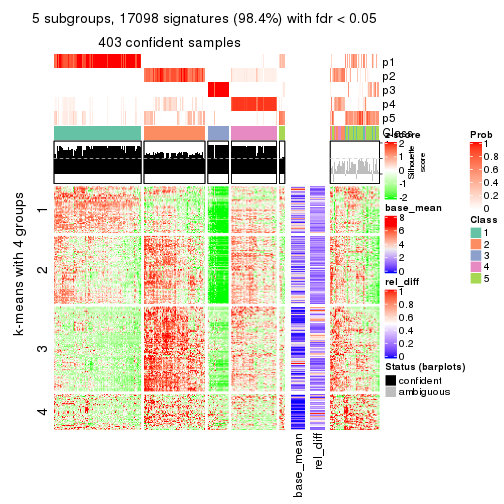 5 subgroups, 17098 signatures (98.4%) with fdr < 0.05
403 confident samples
p1
p2
p3
p4
p5
Class
1
2
3
4
k-means with 4 groups
base_mean
rel_diff
z-score
2
1
0
-1
-2
Silhouette
score
base_mean
8
6
4
2
0
rel_diff
1
0.8
0.6
0.4
0.2
0
Status (barplots)
confident
ambiguous
Prob
1
0.8
0.6
0.4
0.2
0
Class
1
2
3
4
5